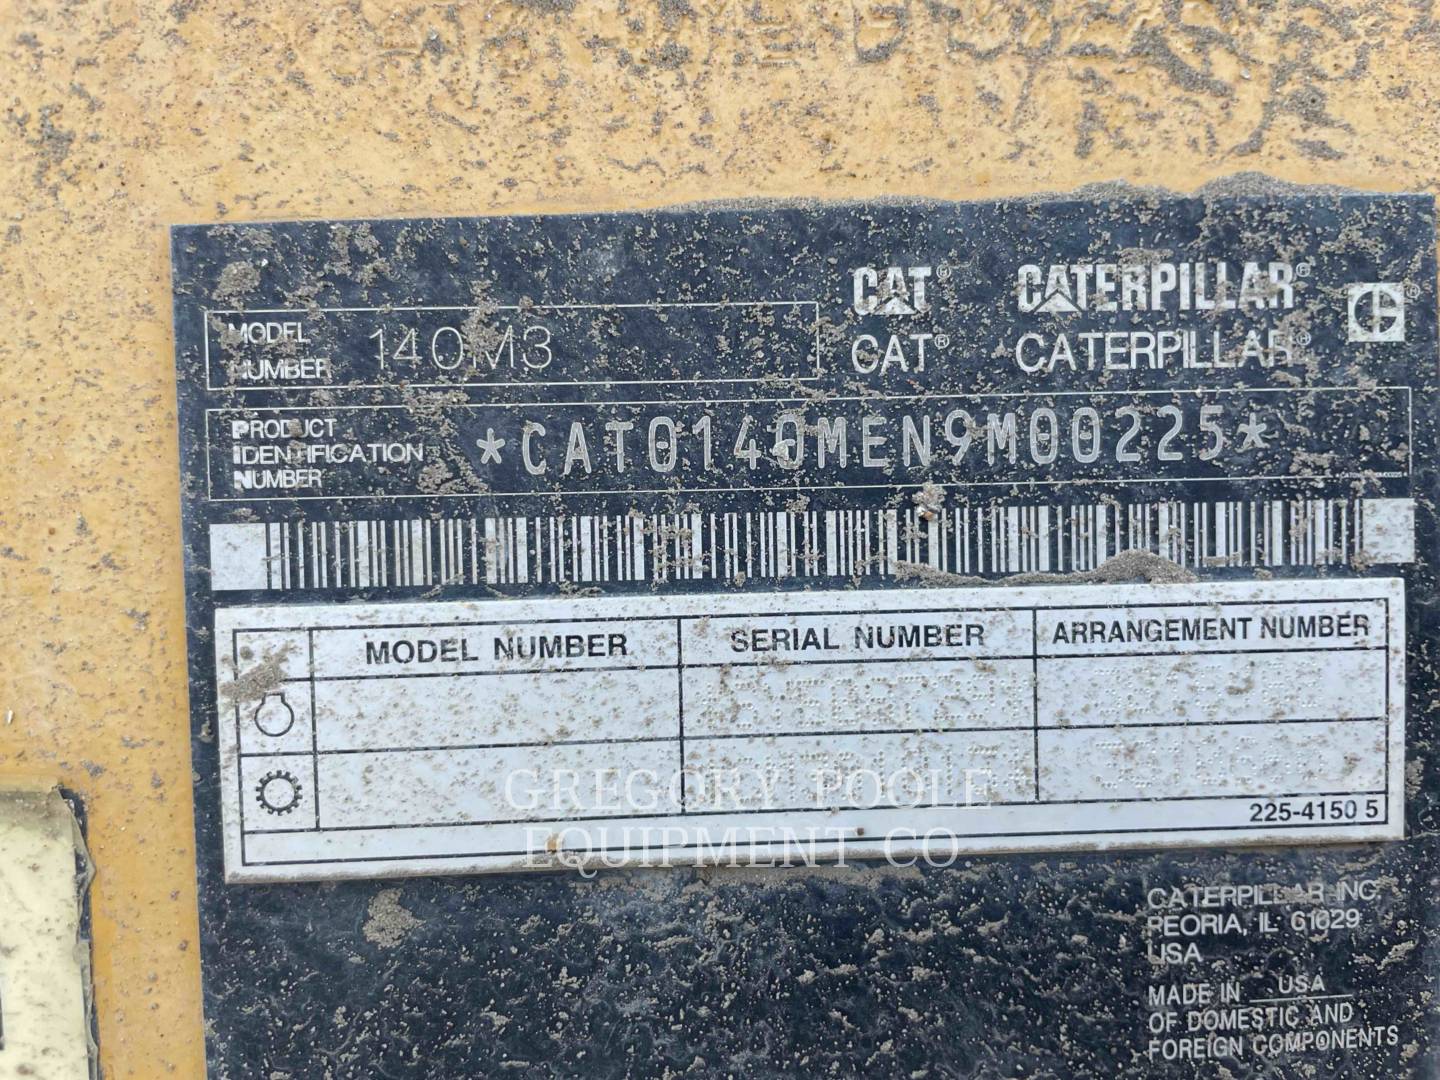 CAT® CATERPILLAR®
MODEL NUMBER 140M3
CAT® CATERPILLAR®
PRODUCT IDENTIFICATION NUMBER *CAT0140MEN9M00225*
MODEL NUMBER SERIAL NUMBER ARRANGEMENT NUMBER
225-4150 5
GREGORY POOLE
EQUIPMENT CO
CATERPILLAR INC.
PEORIA, IL 61629
USA
MADE IN USA
OF DOMESTIC AND
FOREIGN COMPONENTS